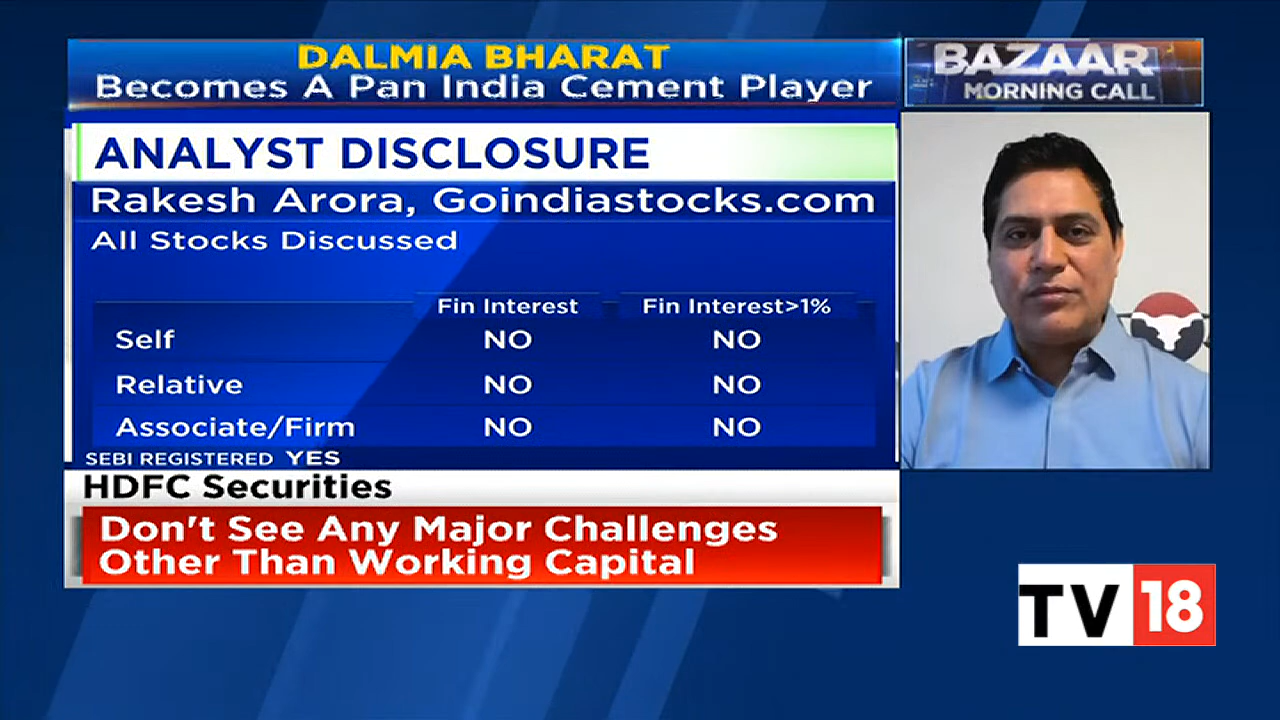 DALMIA BHARAT
Becomes A Pan India Cement Player
BAZAAR
MORNING CALL
ANALYST DISCLOSURE
Rakesh Arora, Goindiastocks.com
All Stocks Discussed
Fin Interest Fin Interest>1%
Self NO NO
Relative NO NO
Associate/Firm NO NO
SEBI REGISTERED YES
HDFC Securities
Don't See Any Major Challenges
Other Than Working Capital
TV18